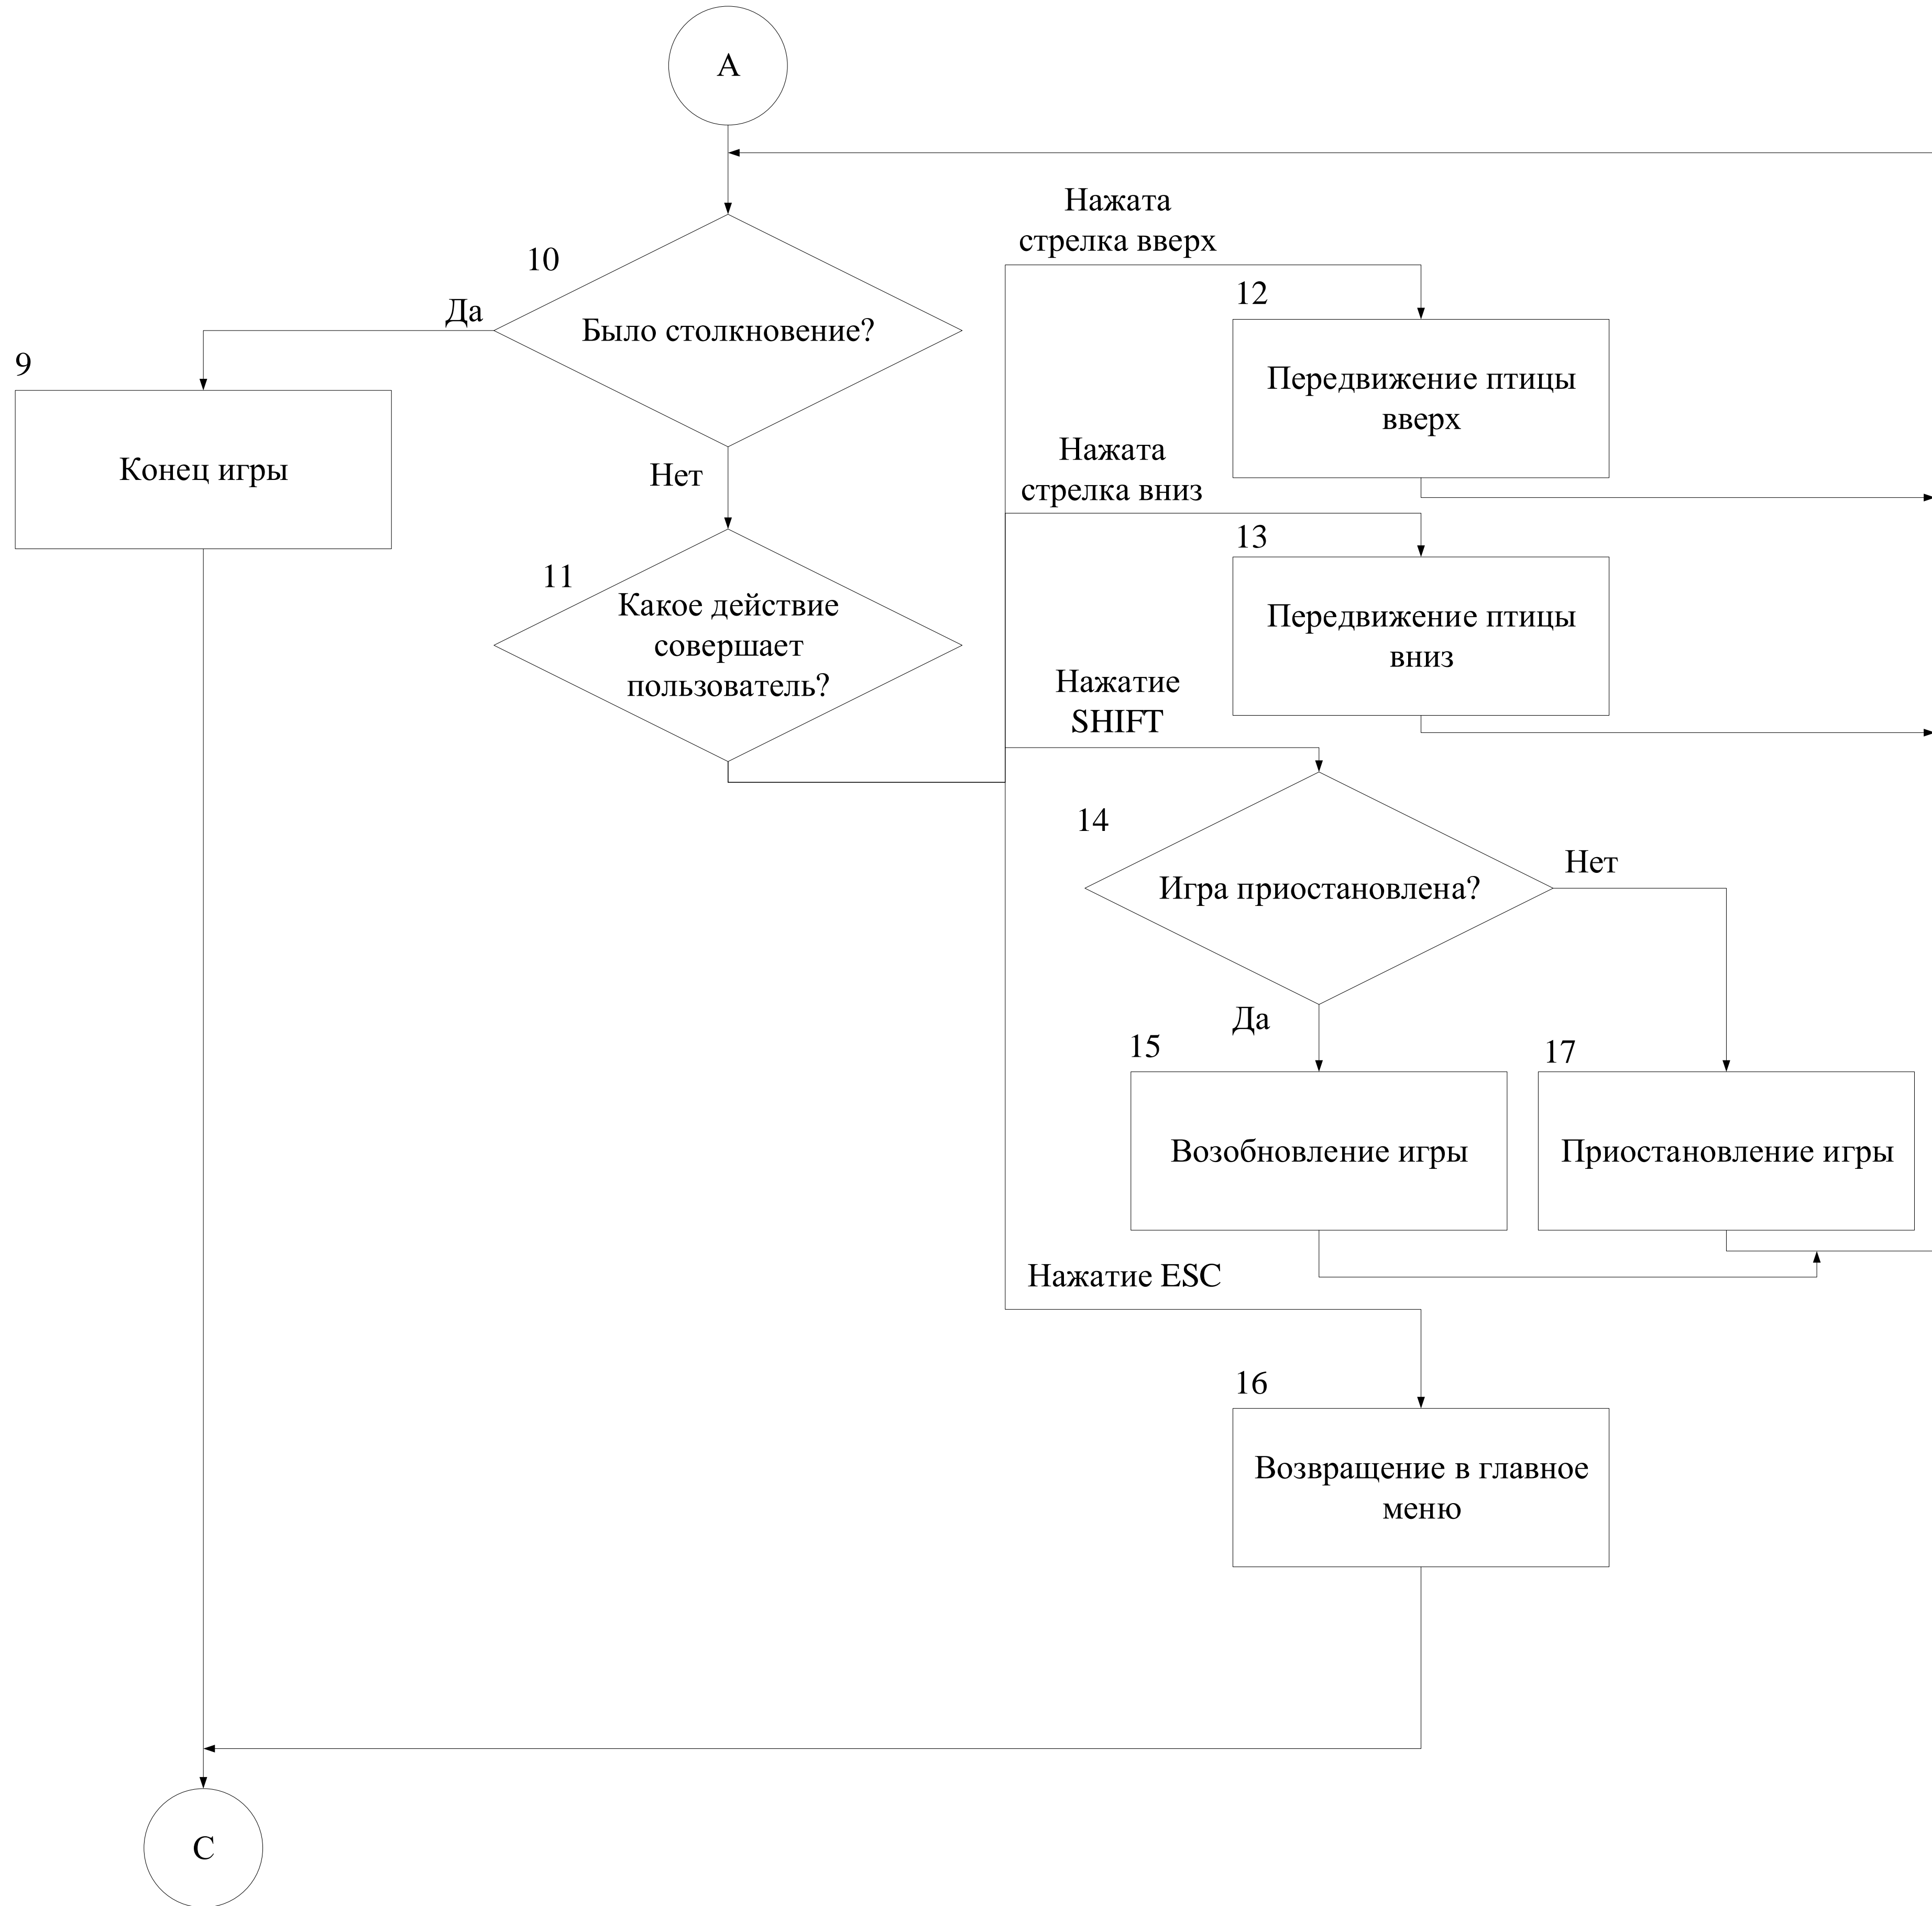 А
Нажата
стрелка вверх
10
12
Да
Было столкновение?
9
Передвижение птицы
вверх
Конец игры
Нет
Нажата
стрелка вниз
13
11
Какое действие
совершает
пользователь?
Передвижение птицы
вниз
Нажатие
SHIFT
14
Нет
Игра приостановлена?
Да
15
17
Возобновление игры
Приостановление игры
Нажатие ESC
16
Возвращение в главное
меню
С